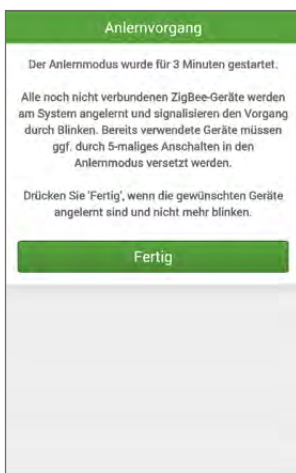 Anlernvorgang
Der Anlernmodus wurde für 3 Minuten gestartet.
Alle noch nicht verbundenen ZigBee-Geräte werden
am System angelernt und signalisieren den Vorgang
durch Blinken. Bereits verwendete Geräte müssen
ggf. durch 5-maliges Anschalten in den
Anlernmodus versetzt werden.
Drücken Sie 'Fertig', wenn die gewünschten Geräte
angelernt sind und nicht mehr blinken.
Fertig